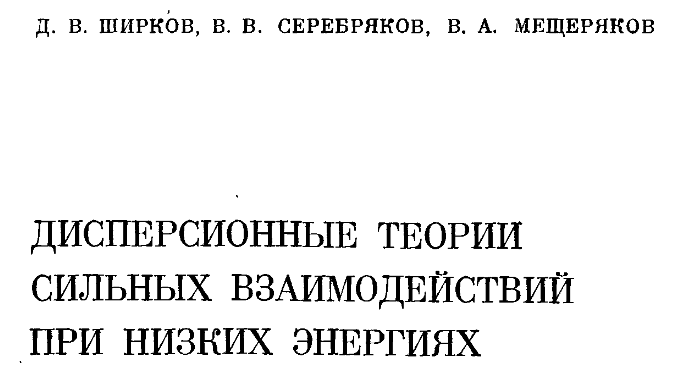 Д. В. ШИРКОВ, В. В. СЕРЕБРЯКОВ, В. А. МЕЩЕРЯКОВ
ДИСПЕРСИОННЫЕ ТЕОРИИ
СИЛЬНЫХ ВЗАИМОДЕЙСТВИЙ
ПРИ НИЗКИХ ЭНЕРГИЯХ